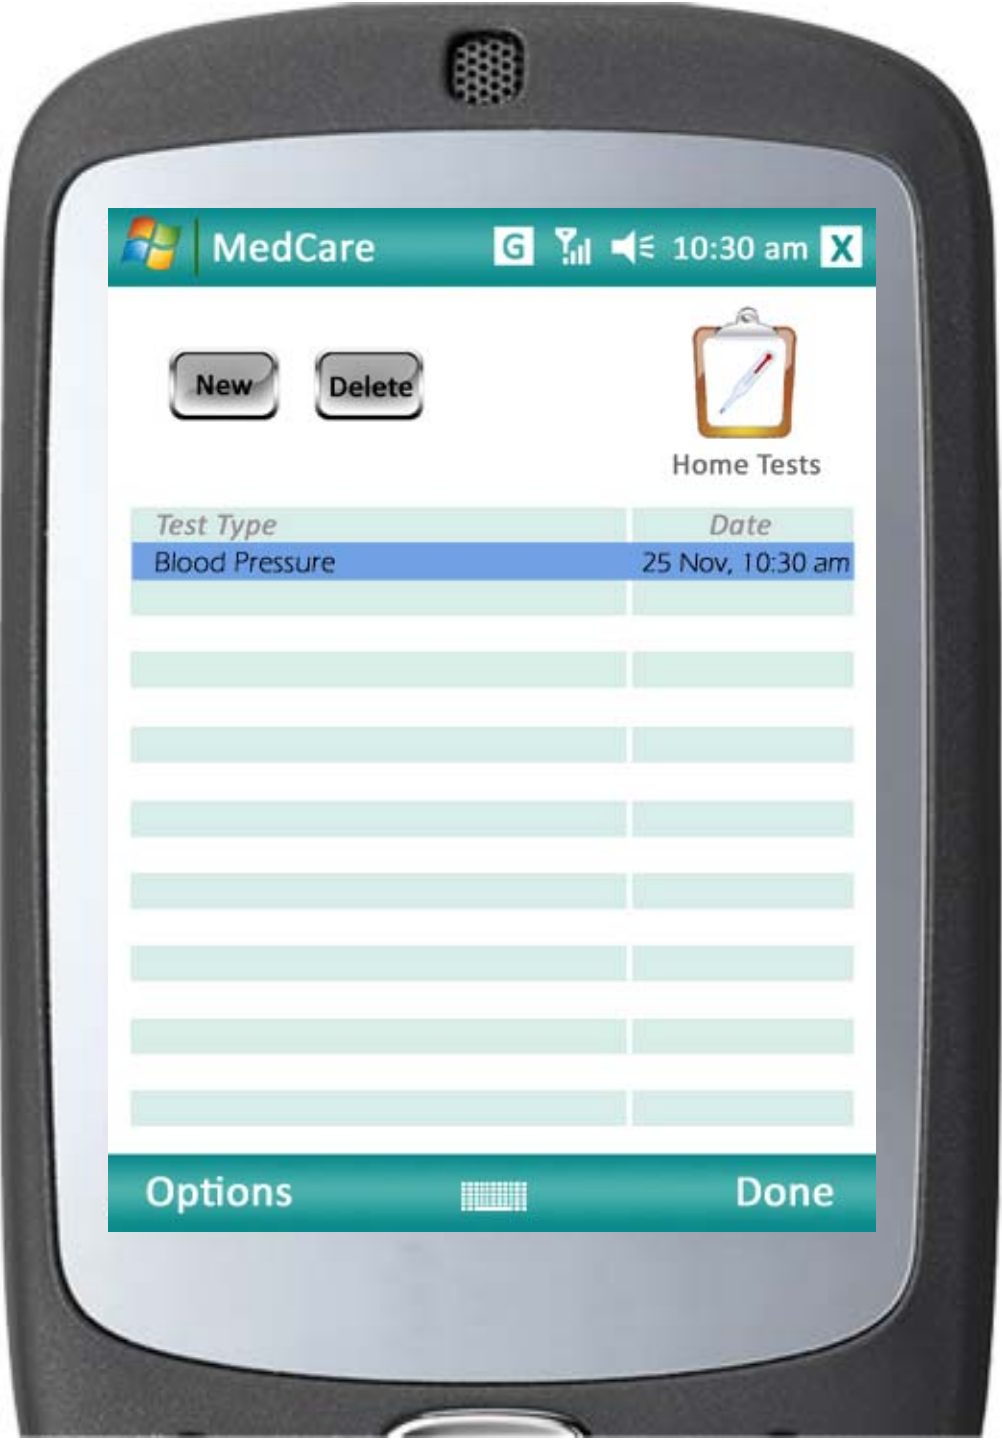 MedCare G 10:30 am X
New Delete
Home Tests
Test Type Date
Blood Pressure 25 Nov, 10:30 am
Options Done